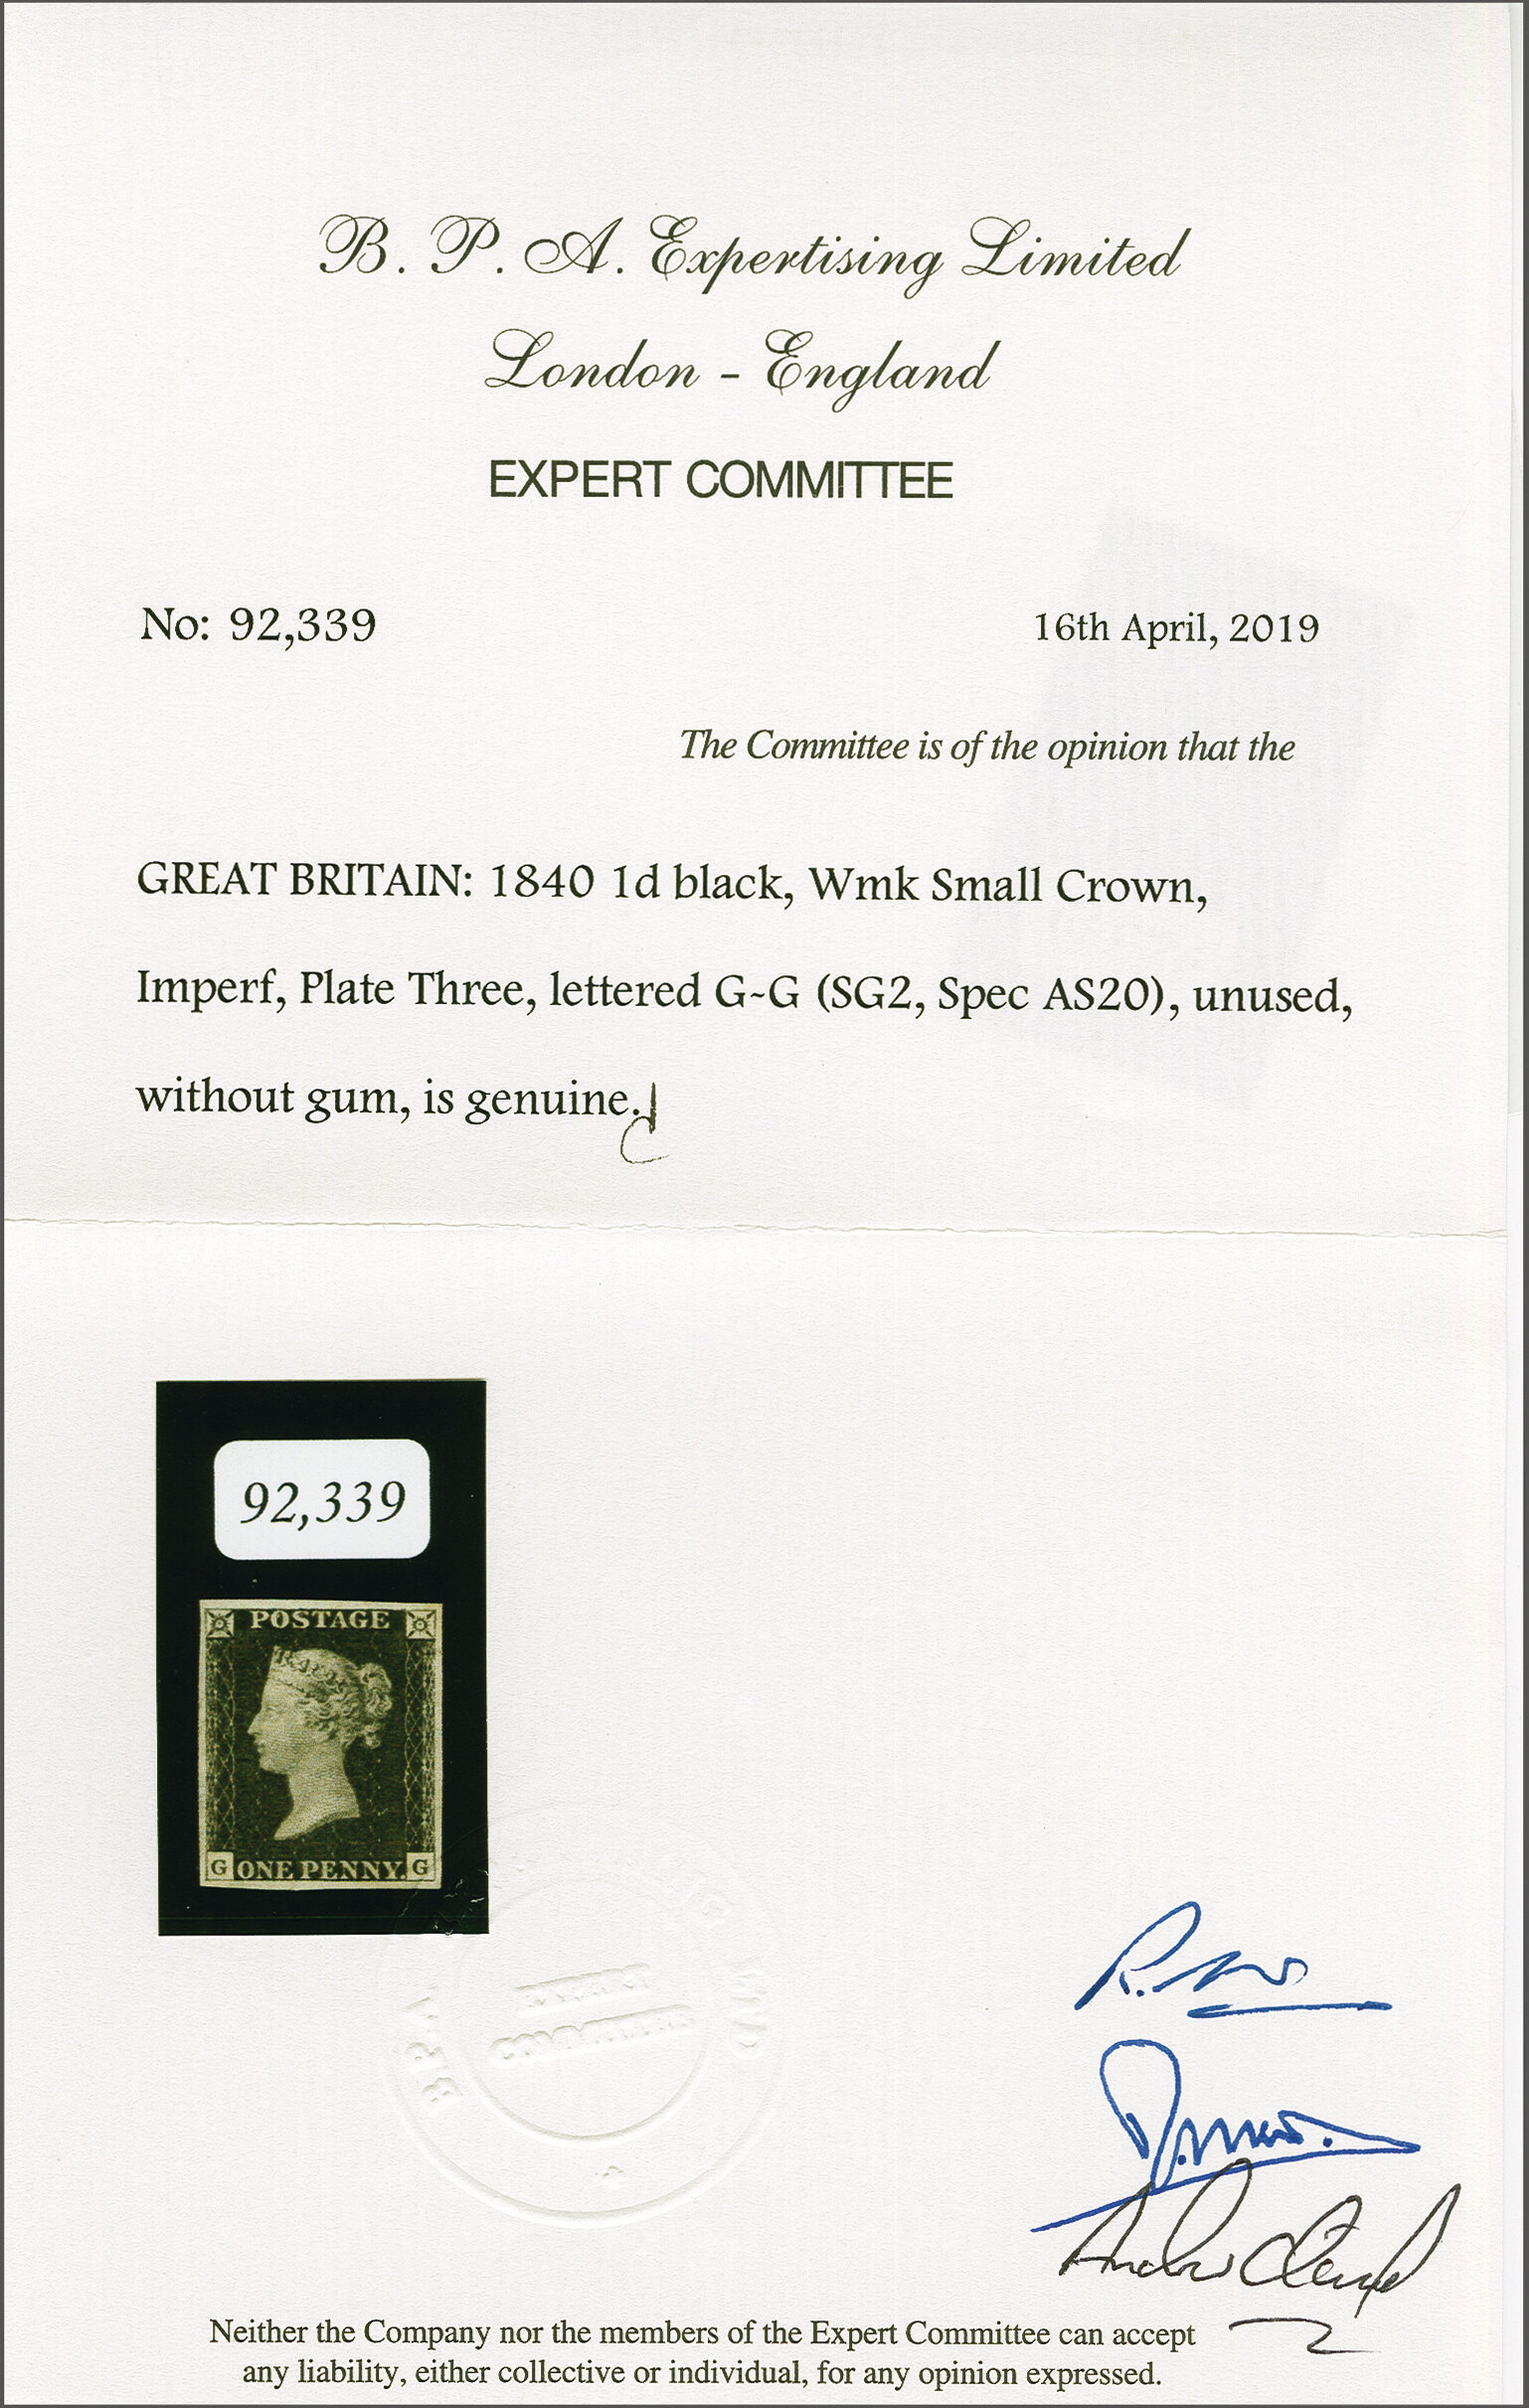 B. P. A. Expertising Limited
London - England
EXPERT COMMITTEE
No: 92,339
16th April, 2019
The Committee is of the opinion that the
GREAT BRITAIN: 1840 1d black, Wmk Small Crown,
Imperf, Plate Three, lettered G-G (SG2, Spec AS20), unused,
without gum, is genuine.
92,339
POSTAGE
G ONE PENNY. G
EXPERT
COMMITTEE
Neither the Company nor the members of the Expert Committee can accept
any liability, either collective or individual, for any opinion expressed.